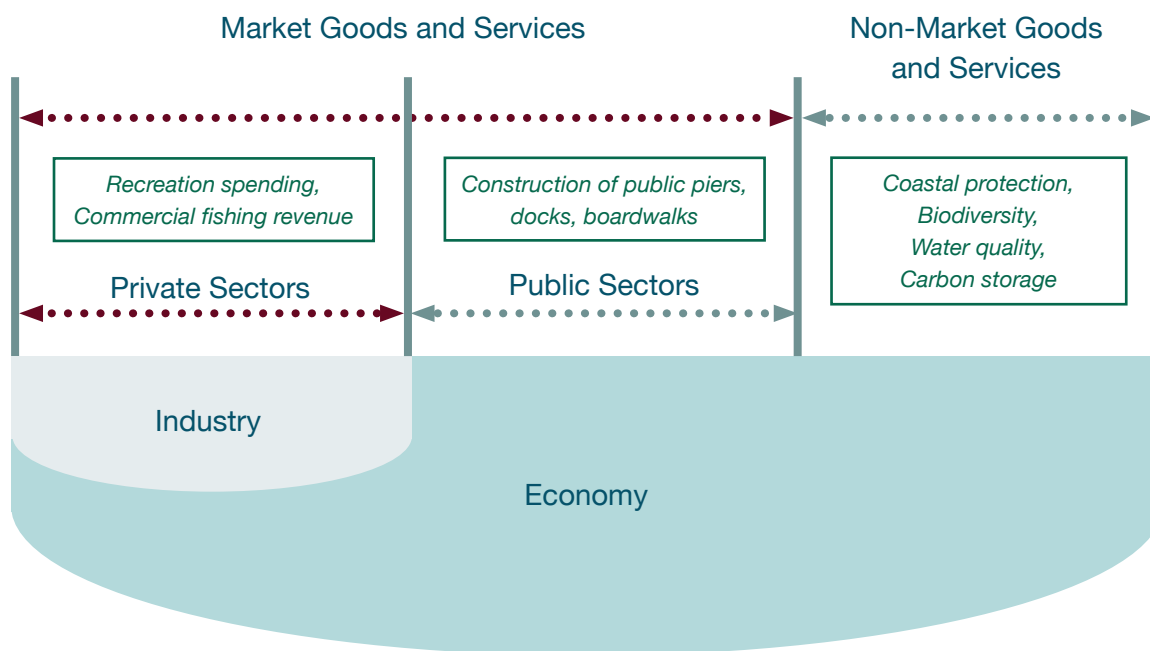 Market Goods and Services
Non-Market Goods
and Services
Recreation spending,
Commercial fishing revenue
Construction of public piers,
docks, boardwalks
Coastal protection,
Biodiversity,
Water quality,
Carbon storage
Private Sectors
Public Sectors
Industry
Economy